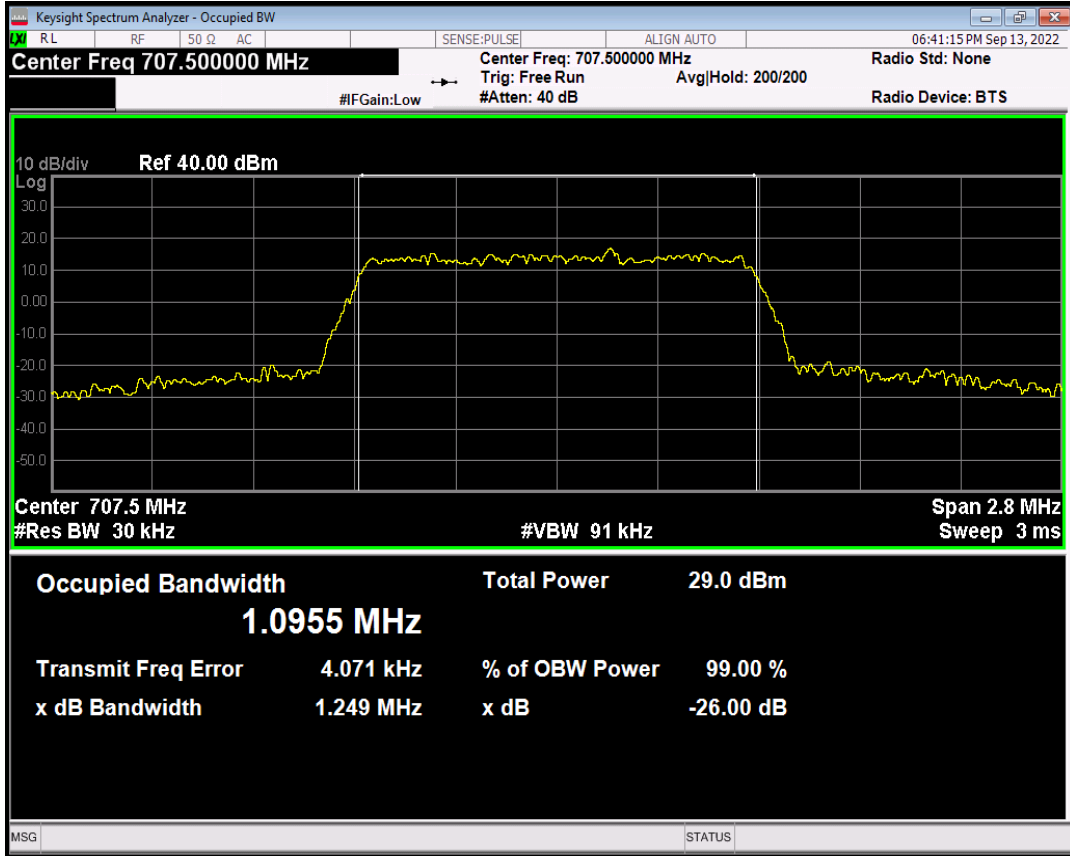 Keysight Spectrum Analyzer - Occupied BW
LXI RL RF 50 Ω AC SENSE:PULSE ALIGN AUTO 06:41:15 PM Sep 13, 2022
Center Freq 707.500000 MHz Center Freq: 707.500000 MHz Radio Std: None
Trig: Free Run Avg|Hold: 200/200
#IFGain:Low #Atten: 40 dB Radio Device: BTS
10 dB/div Ref 40.00 dBm
Log
30.0
20.0
10.0
0.00
-10.0
-20.0
-30.0
-40.0
-50.0
Center 707.5 MHz Span 2.8 MHz
#Res BW 30 kHz #VBW 91 kHz Sweep 3 ms
Occupied Bandwidth Total Power 29.0 dBm
1.0955 MHz
Transmit Freq Error 4.071 kHz % of OBW Power 99.00 %
x dB Bandwidth 1.249 MHz x dB -26.00 dB
MSG STATUS